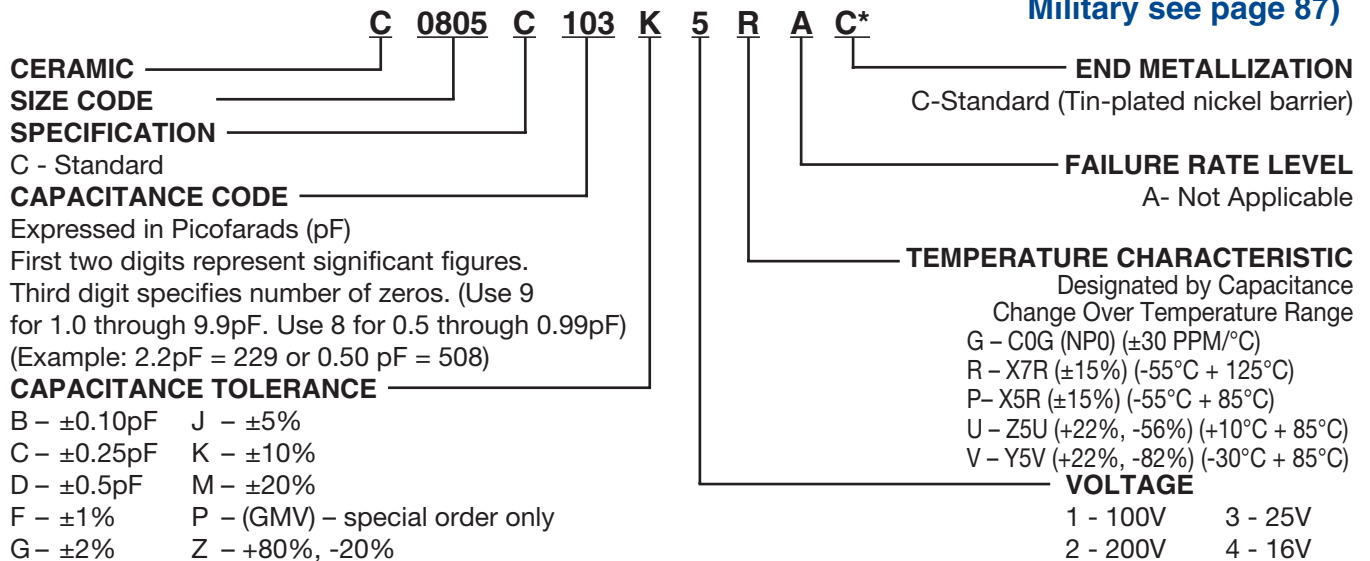 Military see page 87)
C 0805 C 103 K 5 R A C*
CERAMIC
SIZE CODE
SPECIFICATION
C - Standard
CAPACITANCE CODE
Expressed in Picofarads (pF)
First two digits represent significant figures.
Third digit specifies number of zeros. (Use 9
for 1.0 through 9.9pF. Use 8 for 0.5 through 0.99pF)
(Example: 2.2pF = 229 or 0.50 pF = 508)
CAPACITANCE TOLERANCE
B – ±0.10pF J – ±5%
C – ±0.25pF K – ±10%
D – ±0.5pF M – ±20%
F – ±1% P – (GMV) – special order only
G – ±2% Z – +80%, -20%
END METALLIZATION
C-Standard (Tin-plated nickel barrier)
FAILURE RATE LEVEL
A- Not Applicable
TEMPERATURE CHARACTERISTIC
Designated by Capacitance
Change Over Temperature Range
G – C0G (NP0) (±30 PPM/°C)
R – X7R (±15%) (-55°C + 125°C)
P– X5R (±15%) (-55°C + 85°C)
U – Z5U (+22%, -56%) (+10°C + 85°C)
V – Y5V (+22%, -82%) (-30°C + 85°C)
VOLTAGE
1 - 100V 3 - 25V
2 - 200V 4 - 16V